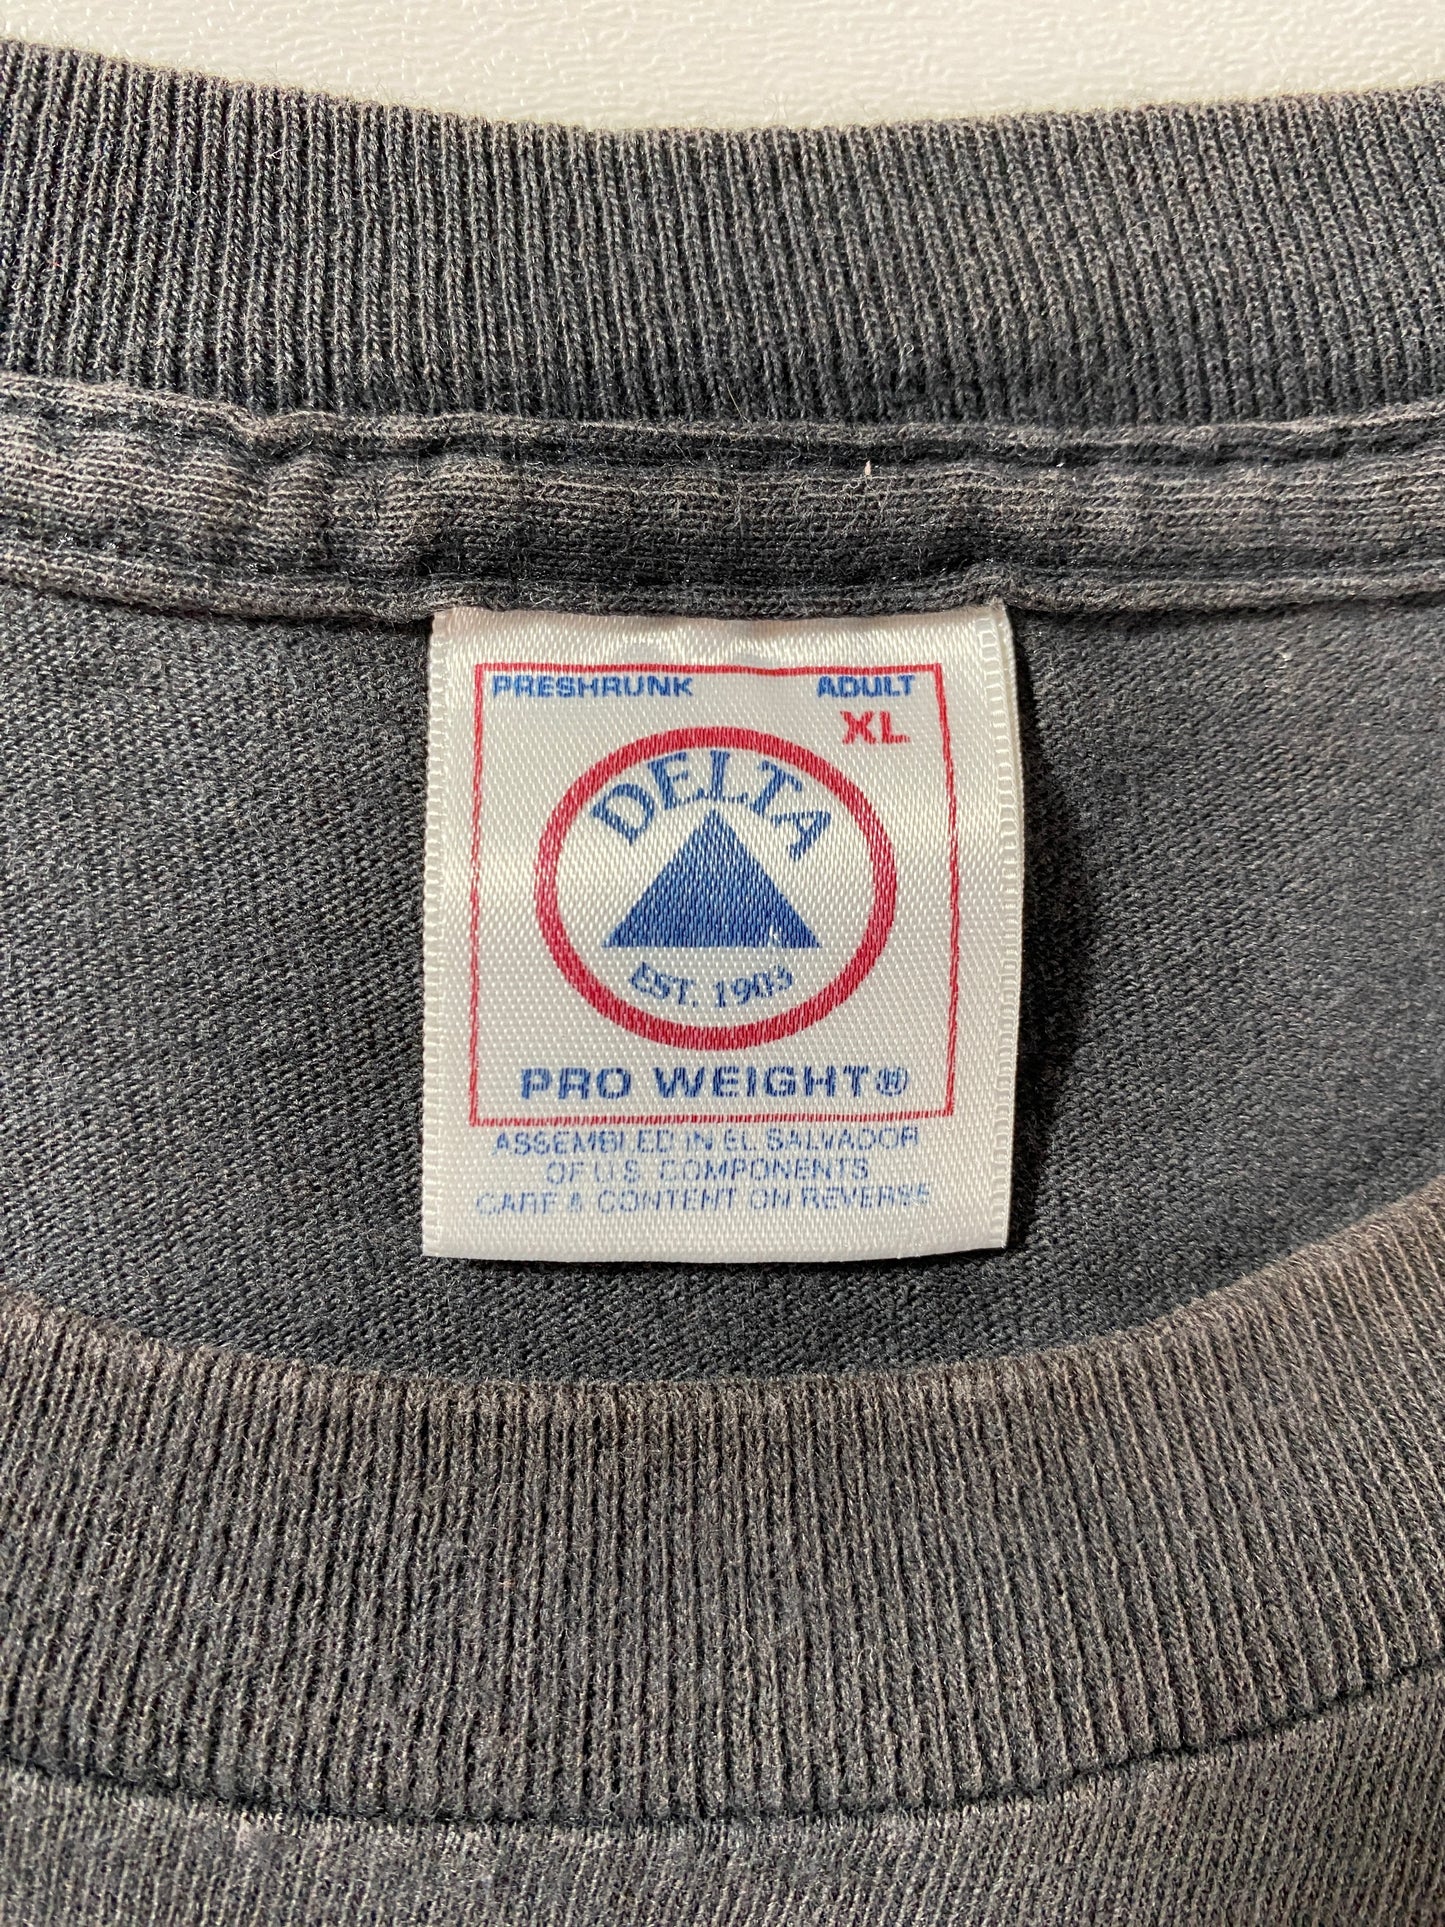 PRESHRUNK ADULT
XL
DELTA
EST. 1903
PRO WEIGHT®
ASSEMBLED IN EL SALVADOR
OF U.S. COMPONENTS
CARE & CONTENT ON REVERSE